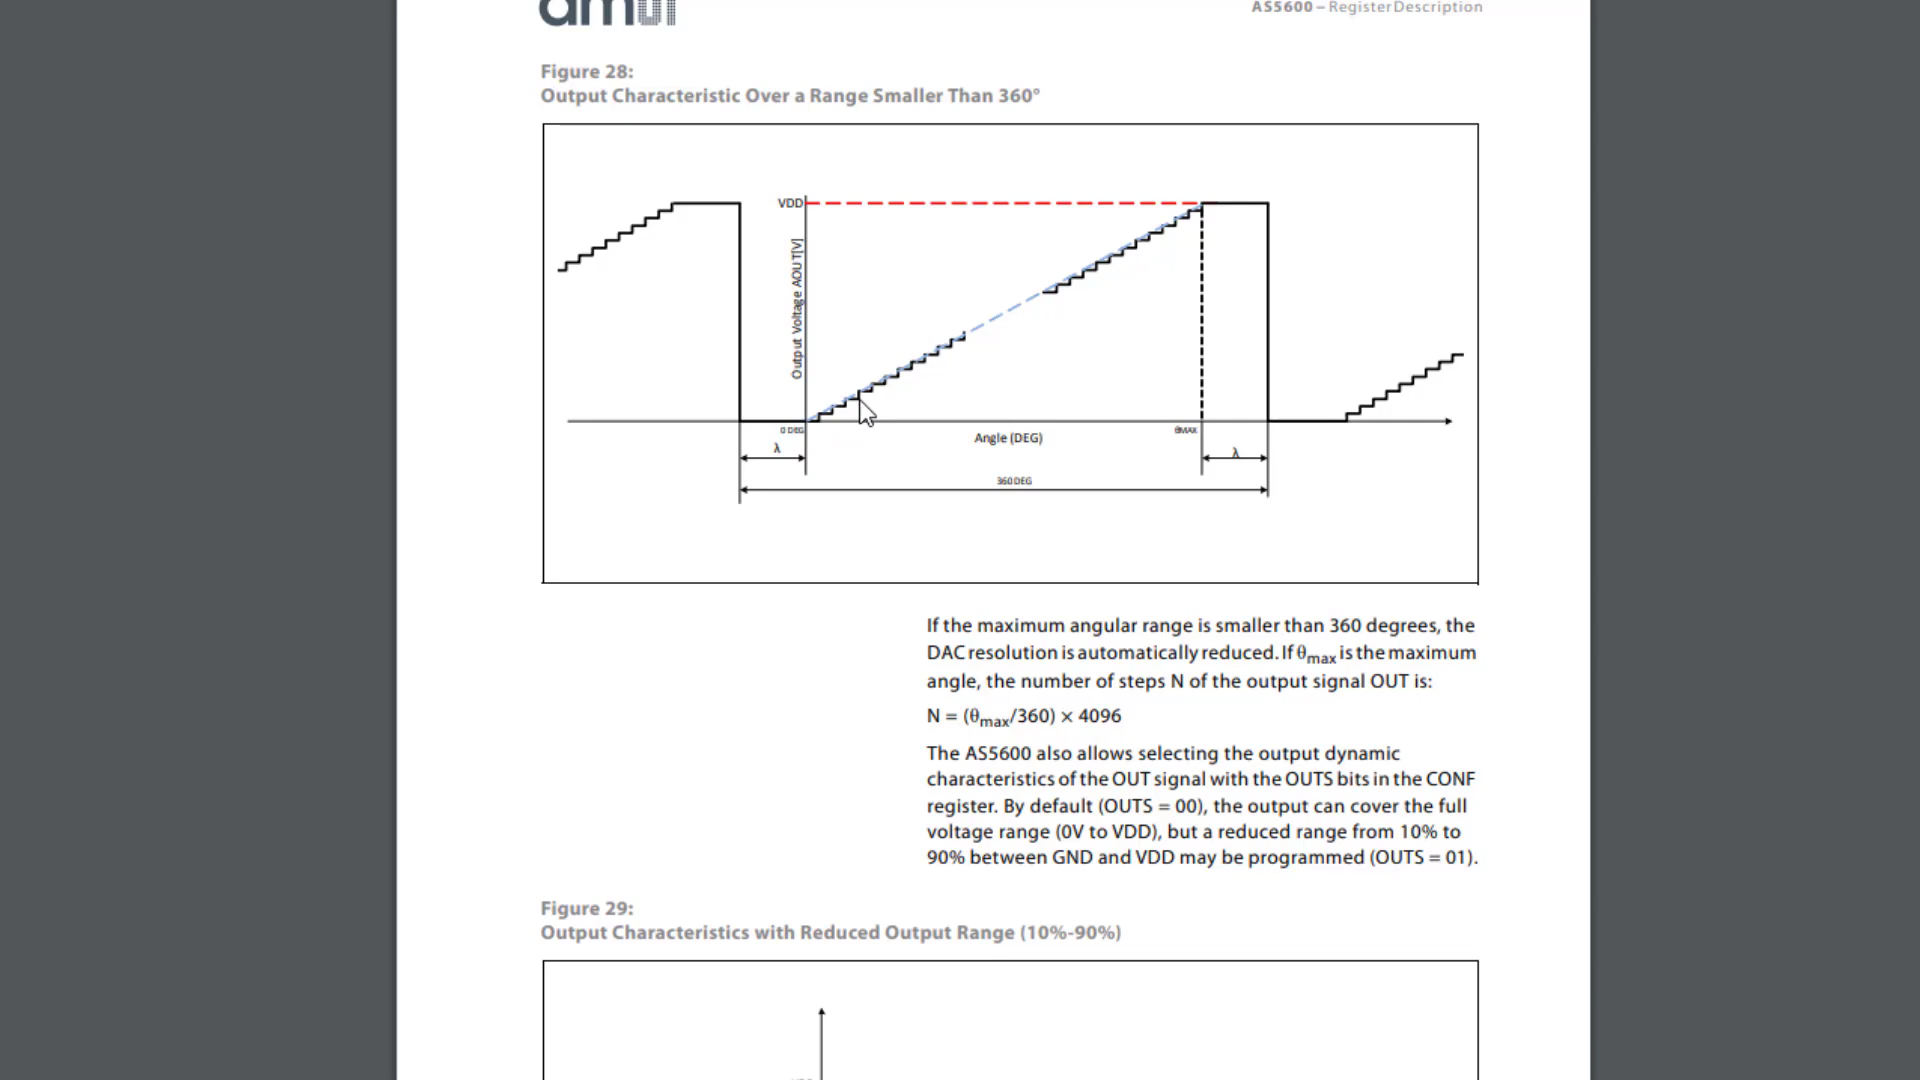 amui
AS5600 – Register Description
Figure 28:
Output Characteristic Over a Range Smaller Than 360°
VDD
Output Voltage AOUT[V]
0 DEG
θMAX
Angle (DEG)
λ
λ
360 DEG
If the maximum angular range is smaller than 360 degrees, the
DAC resolution is automatically reduced. If θmax is the maximum
angle, the number of steps N of the output signal OUT is:
N = (θmax/360) × 4096
The AS5600 also allows selecting the output dynamic
characteristics of the OUT signal with the OUTS bits in the CONF
register. By default (OUTS = 00), the output can cover the full
voltage range (0V to VDD), but a reduced range from 10% to
90% between GND and VDD may be programmed (OUTS = 01).
Figure 29:
Output Characteristics with Reduced Output Range (10%-90%)